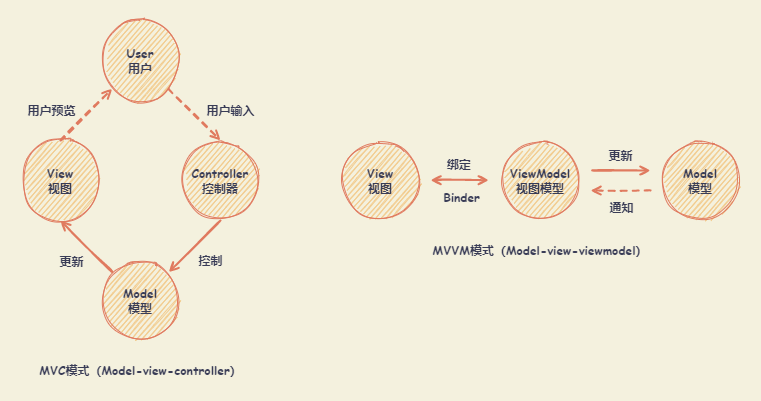 User
用户
用户预览
用户输入
View
视图
Controller
控制器
更新
控制
Model
模型
MVC模式 (Model-view-controller)
View
视图
绑定
Binder
ViewModel
视图模型
更新
通知
Model
模型
MVVM模式 (Model-view-viewmodel)